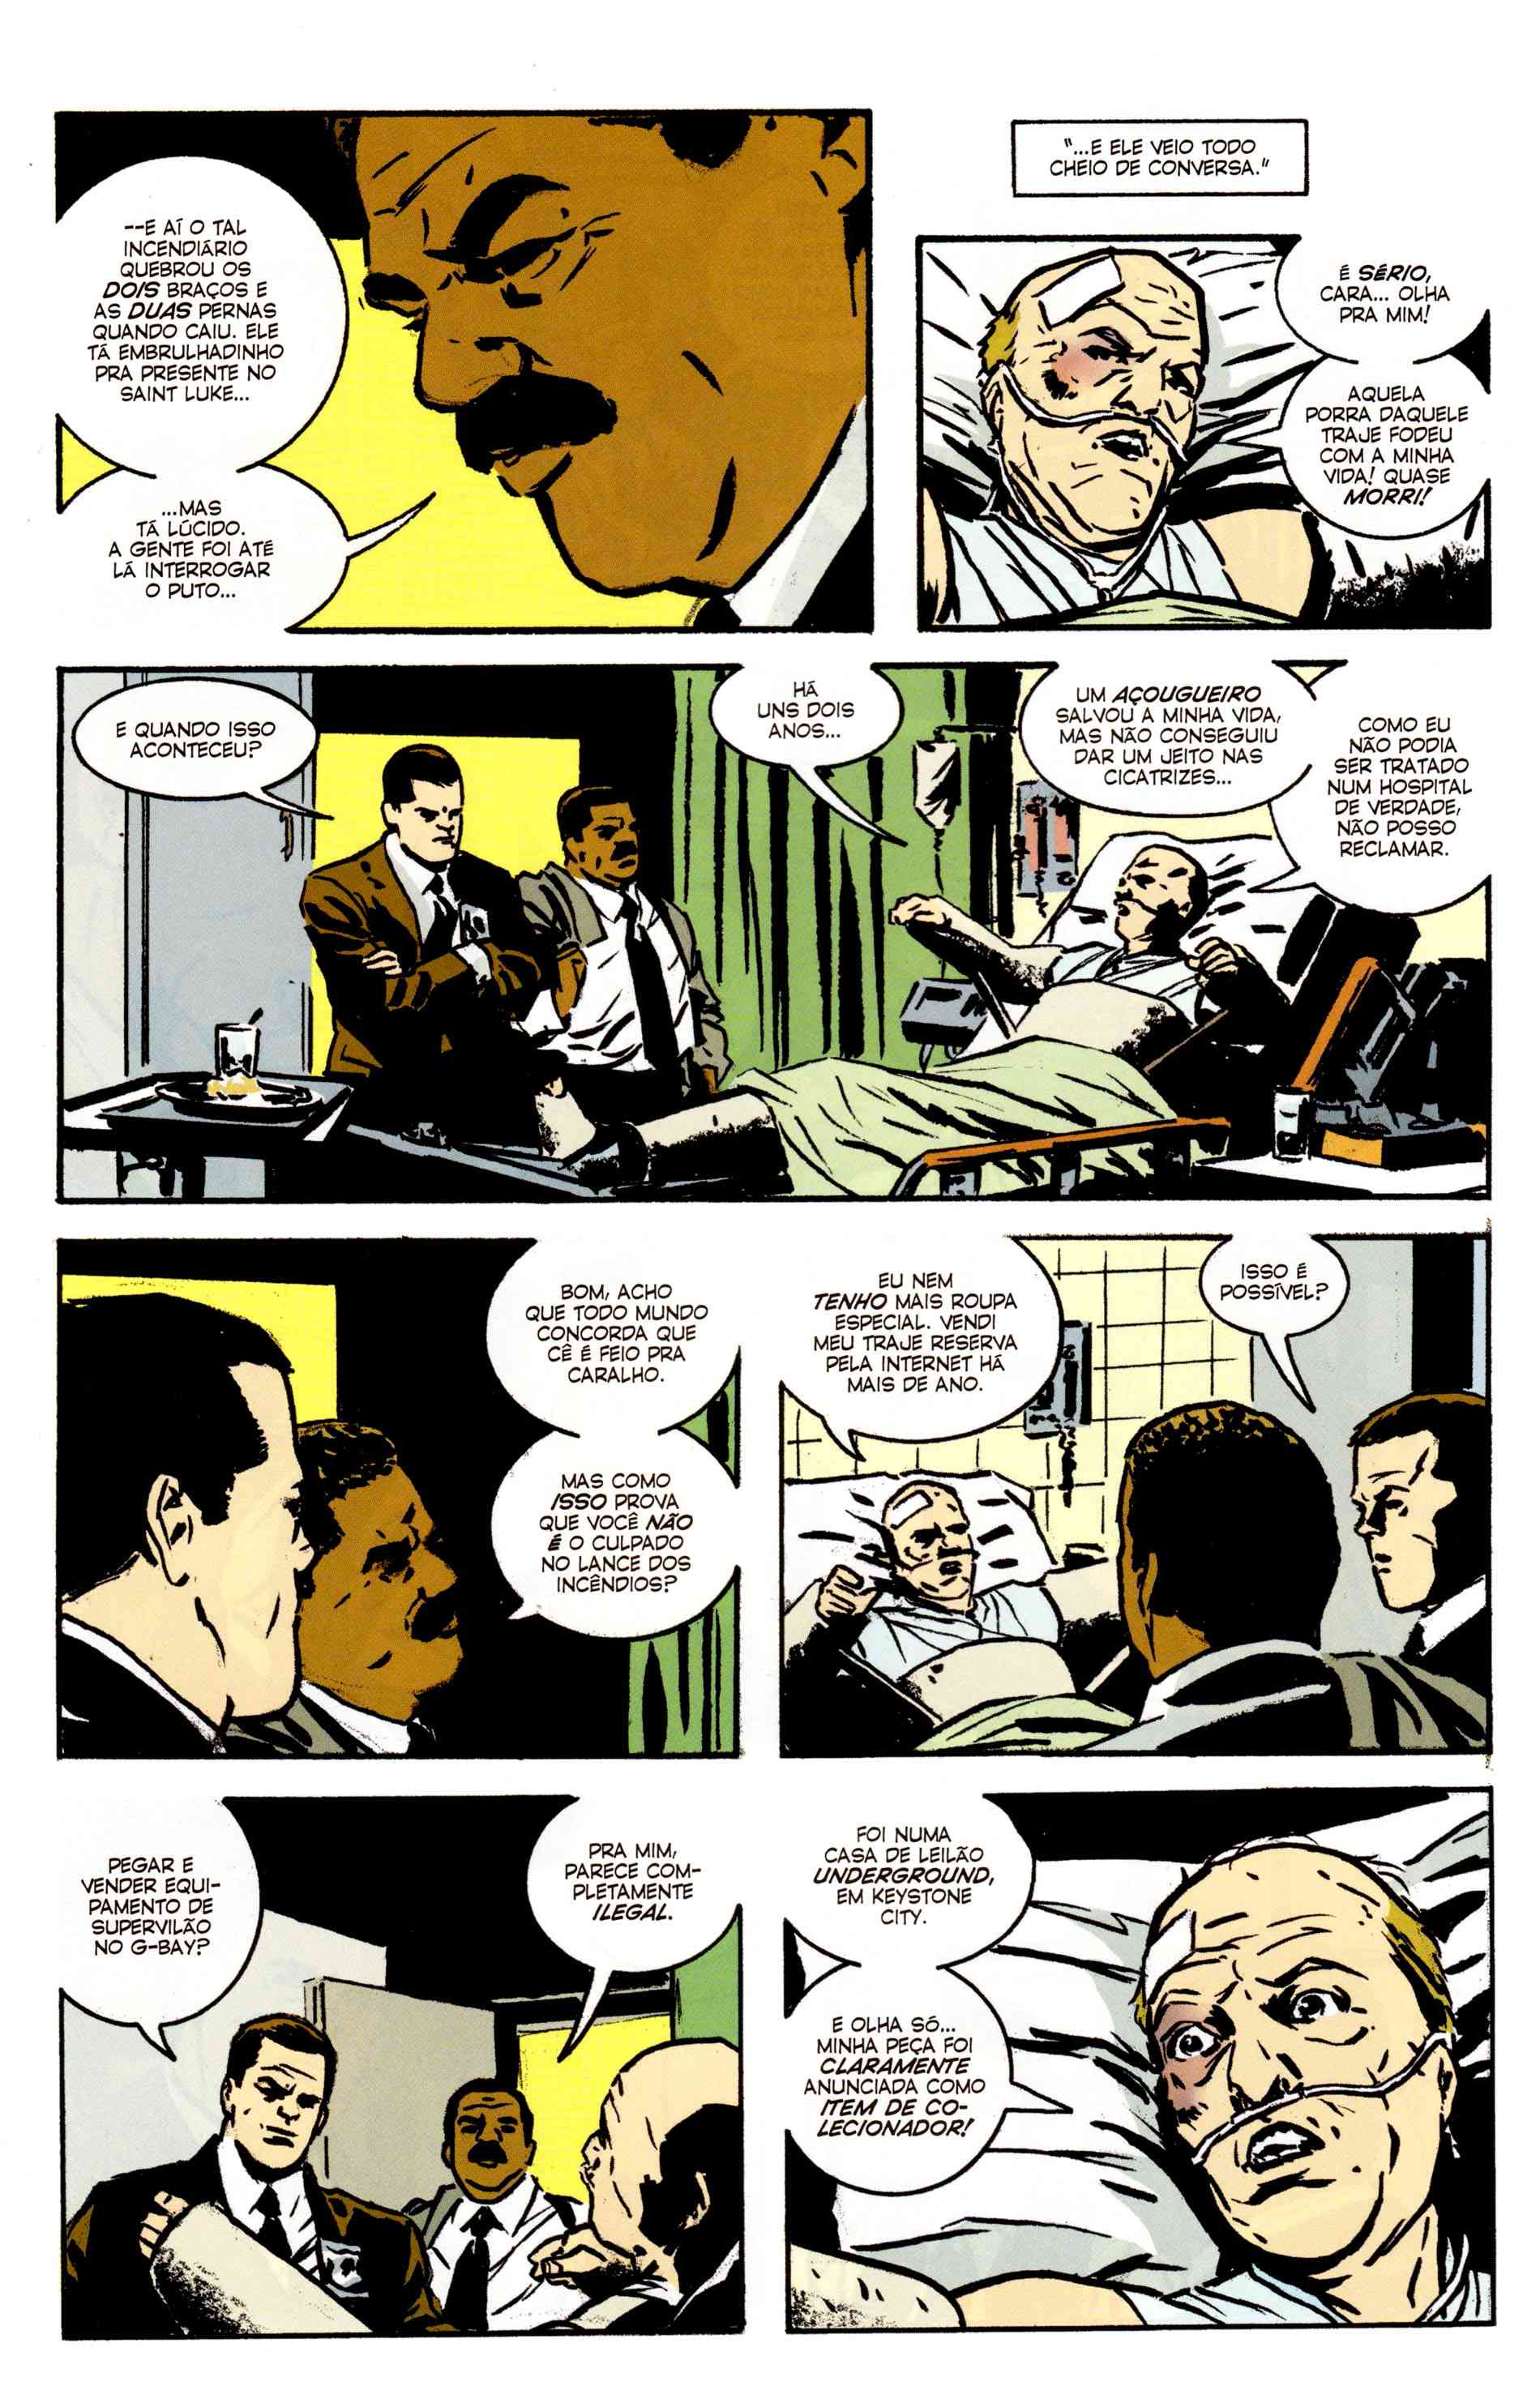 --E AÍ O TAL
INCENDIÁRIO
QUEBROU OS
DOIS BRAÇOS E
AS DUAS PERNAS
QUANDO CAIU. ELE
TÁ EMBRULHADINHO
PRA PRESENTE NO
SAINT LUKE...
...MAS
TÁ LÚCIDO.
A GENTE FOI ATÉ
LÁ INTERROGAR
O PUTO...
"...E ELE VEIO TODO
CHEIO DE CONVERSA."
É SÉRIO,
CARA... OLHA
PRA MIM!
AQUELA
PORRA DAQUELE
TRAJE FODEU
COM A MINHA
VIDA! QUASE
MORRI!
E QUANDO ISSO
ACONTECEU?
HÁ
UNS DOIS
ANOS...
UM AÇOUGUEIRO
SALVOU A MINHA VIDA,
MAS NÃO CONSEGUIU
DAR UM JEITO NAS
CICATRIZES...
COMO EU
NÃO PODIA
SER TRATADO
NUM HOSPITAL
DE VERDADE,
NÃO POSSO
RECLAMAR.
BOM, ACHO
QUE TODO MUNDO
CONCORDA QUE
CÊ É FEIO PRA
CARALHO.
MAS COMO
ISSO PROVA
QUE VOCÊ NÃO
É O CULPADO
NO LANCE DOS
INCÊNDIOS?
EU NEM
TENHO MAIS ROUPA
ESPECIAL. VENDI
MEU TRAJE RESERVA
PELA INTERNET HÁ
MAIS DE ANO.
ISSO É
POSSÍVEL?
PEGAR E
VENDER EQUI-
PAMENTO DE
SUPERVILÃO
NO G-BAY?
PRA MIM,
PARECE COM-
PLETAMENTE
ILEGAL.
FOI NUMA
CASA DE LEILÃO
UNDERGROUND,
EM KEYSTONE
CITY.
E OLHA SÓ...
MINHA PEÇA FOI
CLARAMENTE
ANUNCIADA COMO
ITEM DE CO-
LECIONADOR!